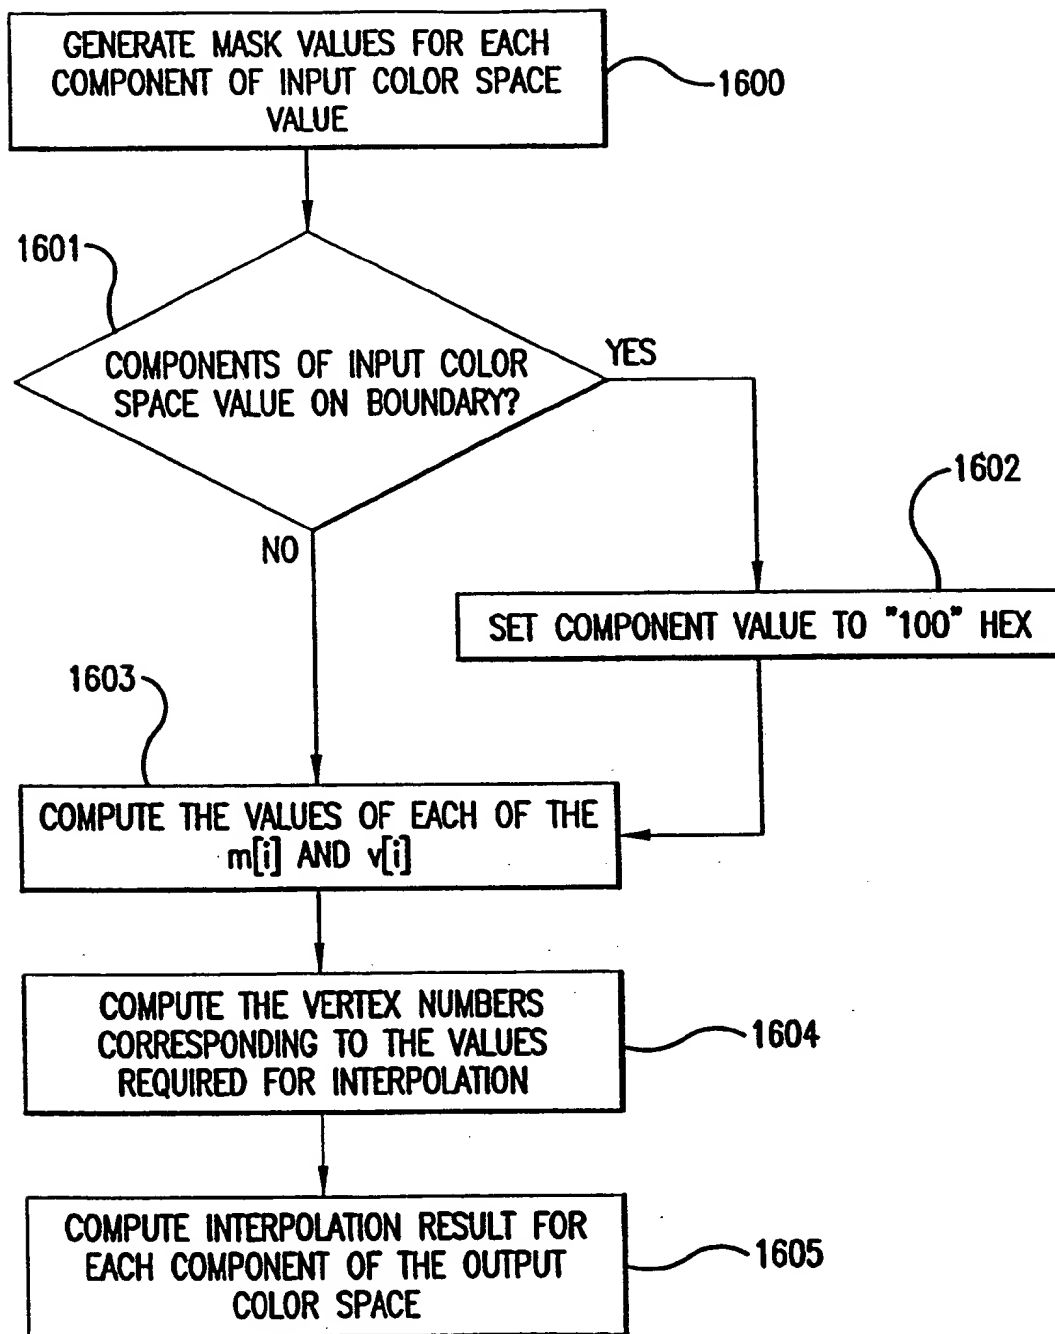 GENERATE MASK VALUES FOR EACH
COMPONENT OF INPUT COLOR SPACE
VALUE
1600
1601
COMPONENTS OF INPUT COLOR
SPACE VALUE ON BOUNDARY?
YES
NO
1602
SET COMPONENT VALUE TO "100" HEX
1603
COMPUTE THE VALUES OF EACH OF THE
m[i] AND v[i]
COMPUTE THE VERTEX NUMBERS
CORRESPONDING TO THE VALUES
REQUIRED FOR INTERPOLATION
1604
COMPUTE INTERPOLATION RESULT FOR
EACH COMPONENT OF THE OUTPUT
COLOR SPACE
1605